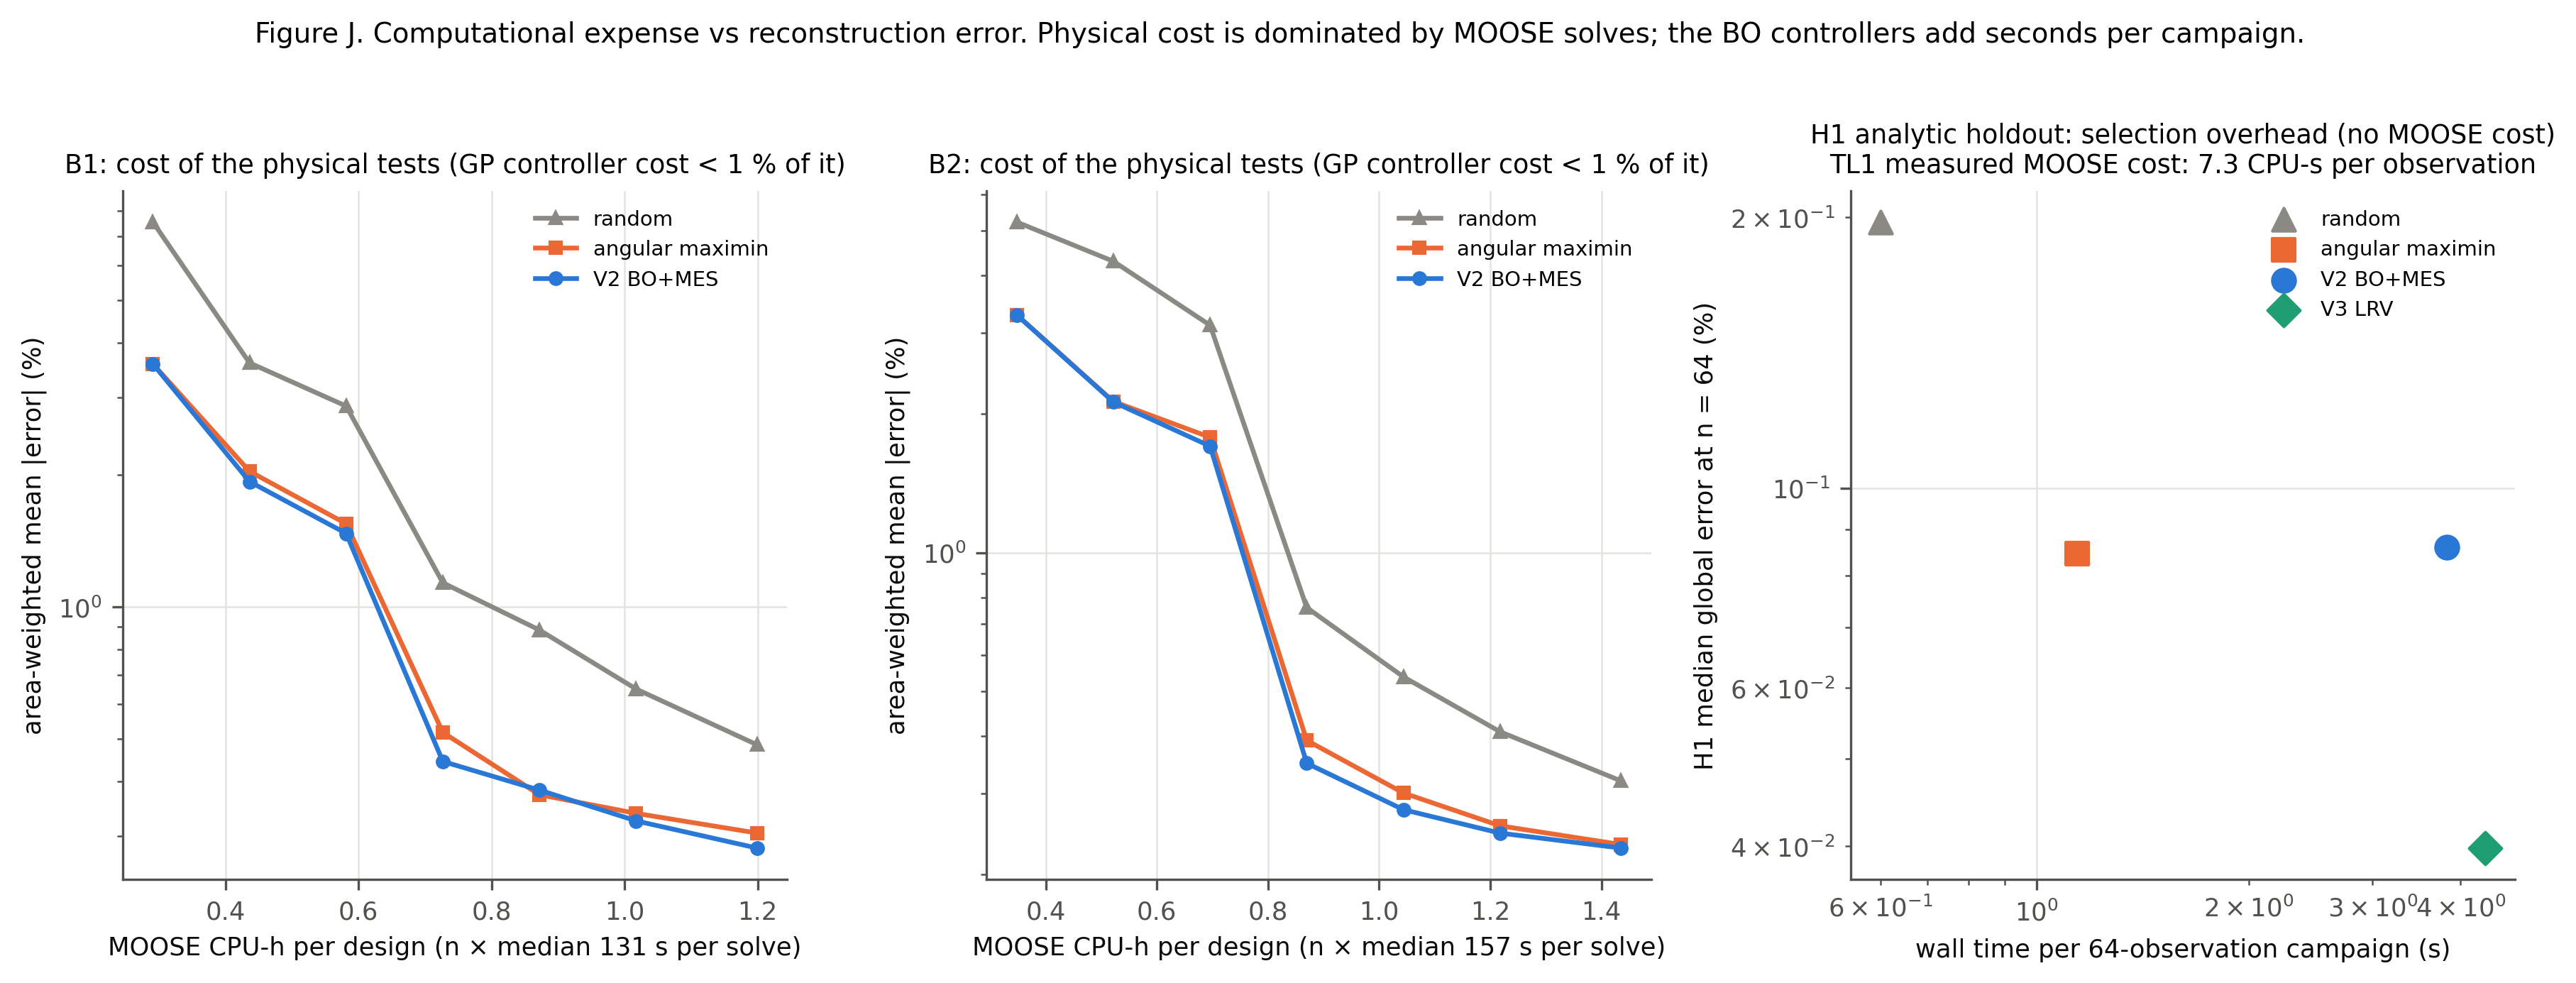 Figure J. Computational expense vs reconstruction error. Physical cost is dominated by MOOSE solves; the BO controllers add seconds per campaign.
B1: cost of the physical tests (GP controller cost < 1 % of it)
area-weighted mean |error| (%)
10⁰
random
angular maximin
V2 BO+MES
0.4 0.6 0.8 1.0 1.2
MOOSE CPU-h per design (n × median 131 s per solve)
B2: cost of the physical tests (GP controller cost < 1 % of it)
area-weighted mean |error| (%)
10⁰
random
angular maximin
V2 BO+MES
0.4 0.6 0.8 1.0 1.2 1.4
MOOSE CPU-h per design (n × median 157 s per solve)
H1 analytic holdout: selection overhead (no MOOSE cost)
TL1 measured MOOSE cost: 7.3 CPU-s per observation
H1 median global error at n = 64 (%)
2 × 10⁻¹
10⁻¹
6 × 10⁻²
4 × 10⁻²
random
angular maximin
V2 BO+MES
V3 LRV
6 × 10⁻¹ 10⁰ 2 × 10⁰ 3 × 10⁰ 4 × 10⁰
wall time per 64-observation campaign (s)